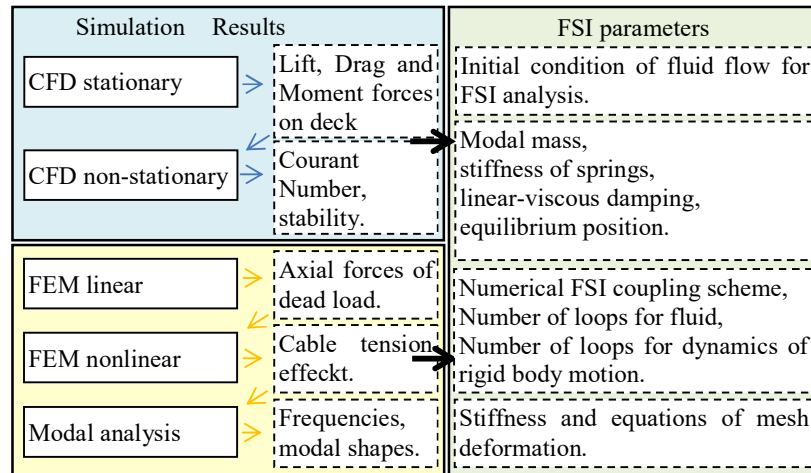 Simulation Results
CFD stationary
Lift, Drag and
Moment forces
on deck
CFD non-stationary
Courant
Number,
stability.
FEM linear
Axial forces of
dead load.
FEM nonlinear
Cable tension
effeckt.
Modal analysis
Frequencies,
modal shapes.
FSI parameters
Initial condition of fluid flow for
FSI analysis.
Modal mass,
stiffness of springs,
linear-viscous damping,
equilibrium position.
Numerical FSI coupling scheme,
Number of loops for fluid,
Number of loops for dynamics of
rigid body motion.
Stiffness and equations of mesh
deformation.